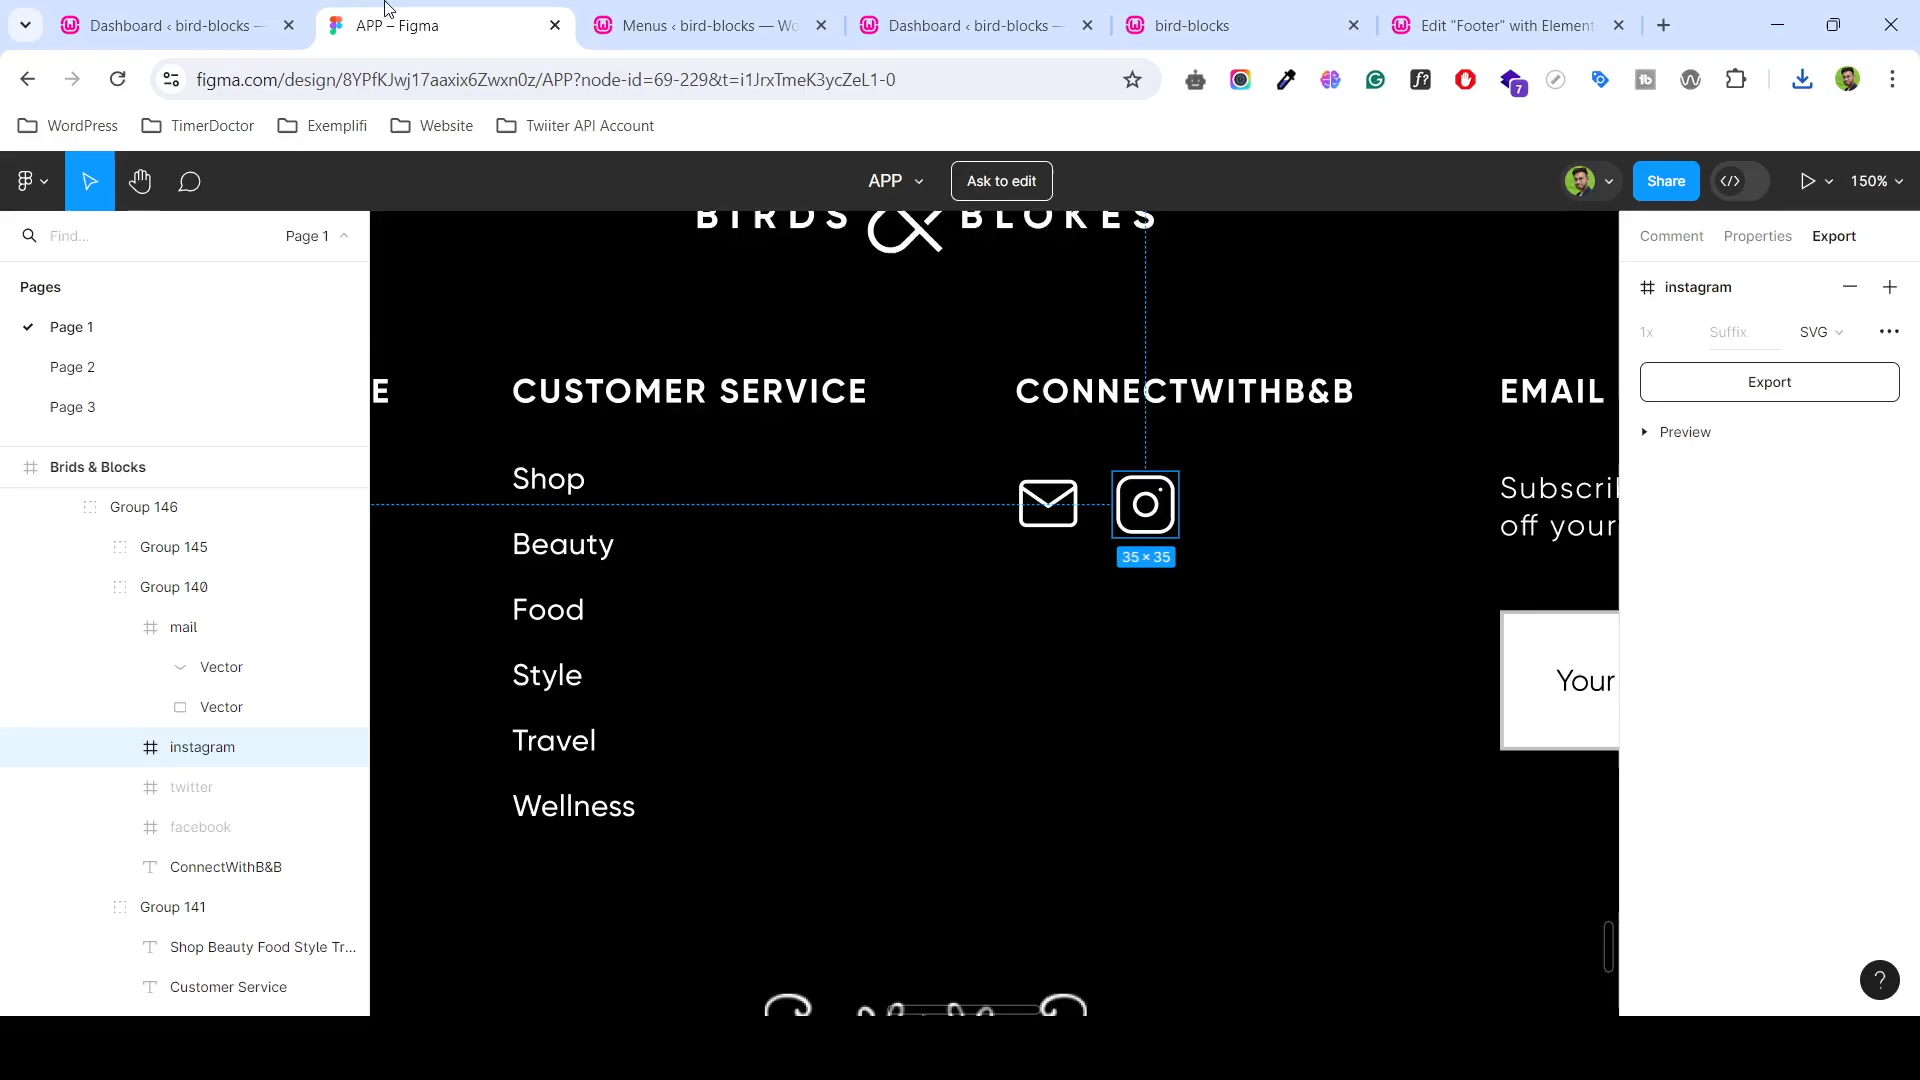 Dashboard ‹ bird-blocks —
APP – Figma
Menus ‹ bird-blocks — Wo
Dashboard ‹ bird-blocks —
bird-blocks
Edit "Footer" with Element
figma.com/design/8YPfKJwj17aaxix6Zwxn0z/APP?node-id=69-229&t=i1JrxTmeK3ycZeL1-0
7
WordPress
TimerDoctor
Exemplifi
Website
Twiiter API Account
APP
Ask to edit
Share
150%
Find...
Page 1
Pages
Page 1
Page 2
Page 3
Brids & Blocks
Group 146
Group 145
Group 140
mail
Vector
Vector
instagram
twitter
facebook
ConnectWithB&B
Group 141
Shop Beauty Food Style Tr...
Customer Service
BIRDS & BLOKES
E
CUSTOMER SERVICE
Shop
Beauty
Food
Style
Travel
Wellness
CONNECTWITHB&B
35 × 35
EMAIL
Subscri
off your
Your
Comment
Properties
Export
instagram
1x
Suffix
SVG
Export
Preview
?